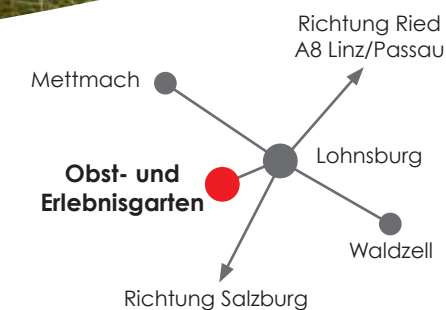 Richtung Ried
A8 Linz/Passau
Mettmach
Lohnsburg
Obst- und
Erlebnisgarten
Waldzell
Richtung Salzburg